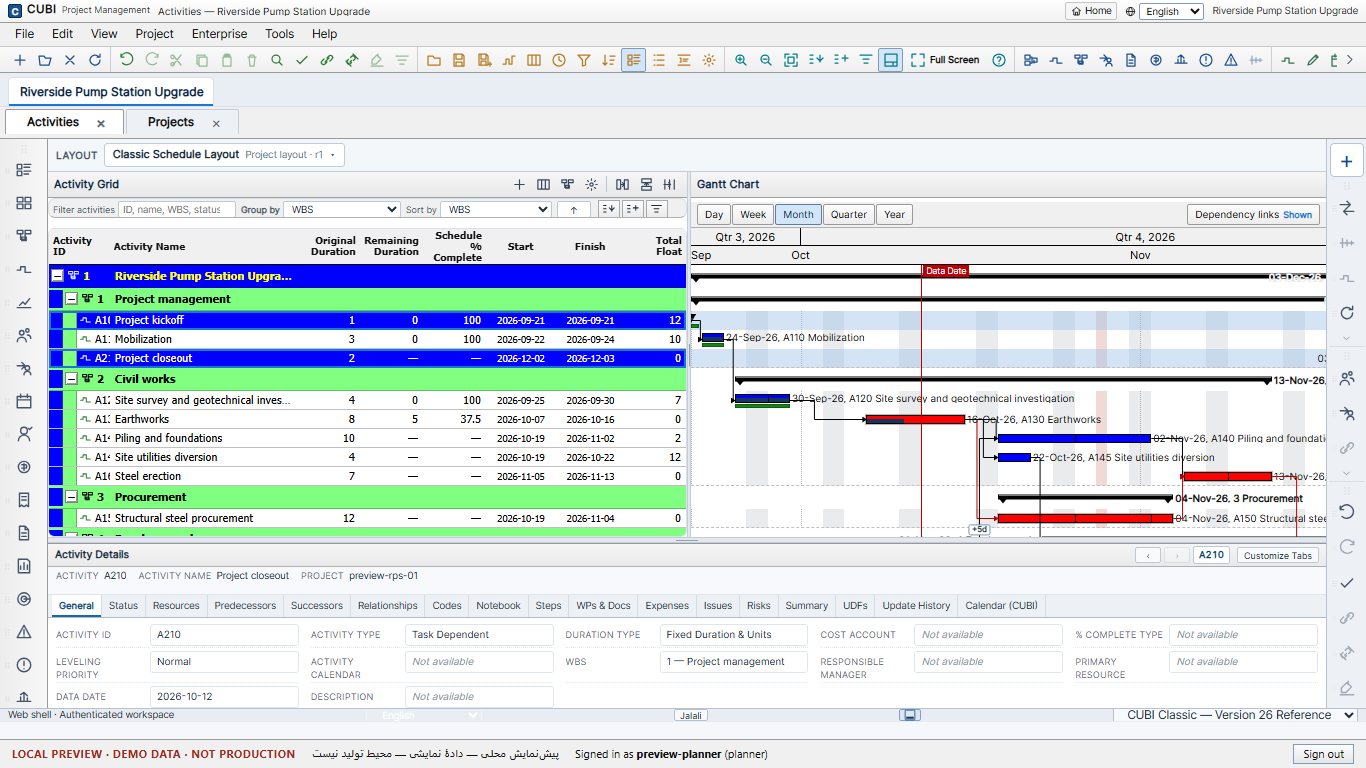 CUBI Project Management Activities — Riverside Pump Station Upgrade Home English Riverside Pump Station Upgrade
File Edit View Project Enterprise Tools Help
Full Screen
Riverside Pump Station Upgrade
Activities × Projects ×
LAYOUT Classic Schedule Layout Project layout · r1
Activity Grid Gantt Chart
Filter activities ID, name, WBS, status Group by WBS Sort by WBS
Day Week Month Quarter Year Dependency links Shown
Activity ID Activity Name Original Duration Remaining Duration Schedule % Complete Start Finish Total Float
Qtr 3, 2026 Qtr 4, 2026
Sep Oct Nov
Data Date
1 Riverside Pump Station Upgra... 03-Dec-26
1 Project management
Project kickoff 1 0 100 2026-09-21 2026-09-21 12
Mobilization 3 0 100 2026-09-22 2026-09-24 10 24-Sep-26, A110 Mobilization
Project closeout 2 — — 2026-12-02 2026-12-03 0
2 Civil works 13-Nov-26,
Site survey and geotechnical inves... 4 0 100 2026-09-25 2026-09-30 7 30-Sep-26, A120 Site survey and geotechnical investigation
Earthworks 8 5 37.5 2026-10-07 2026-10-16 0 16-Oct-26, A130 Earthworks
Piling and foundations 10 — — 2026-10-19 2026-11-02 2 02-Nov-26, A140 Piling and foundati
Site utilities diversion 4 — — 2026-10-19 2026-10-22 12 22-Oct-26, A145 Site utilities diversion
Steel erection 7 — — 2026-11-05 2026-11-13 0 13-Nov-26,
3 Procurement 04-Nov-26, 3 Procurement
Structural steel procurement 12 — — 2026-10-19 2026-11-04 0 04-Nov-26, A150 Structural stee
+5d
Activity Details A210 Customize Tabs
ACTIVITY A210 ACTIVITY NAME Project closeout PROJECT preview-rps-01
General Status Resources Predecessors Successors Relationships Codes Notebook Steps WPs & Docs Expenses Issues Risks Summary UDFs Update History Calendar (CUBI)
ACTIVITY ID A210 ACTIVITY TYPE Task Dependent DURATION TYPE Fixed Duration & Units COST ACCOUNT Not available % COMPLETE TYPE Not available
LEVELING PRIORITY Normal ACTIVITY CALENDAR Not available WBS 1 — Project management RESPONSIBLE MANAGER Not available PRIMARY RESOURCE Not available
DATA DATE 2026-10-12 DESCRIPTION Not available
Web shell · Authenticated workspace English Jalali CUBI Classic — Version 26 Reference
LOCAL PREVIEW · DEMO DATA · NOT PRODUCTION پیش‌نمایش محلی — دادهٔ نمایشی — محیط تولید نیست Signed in as preview-planner (planner) Sign out